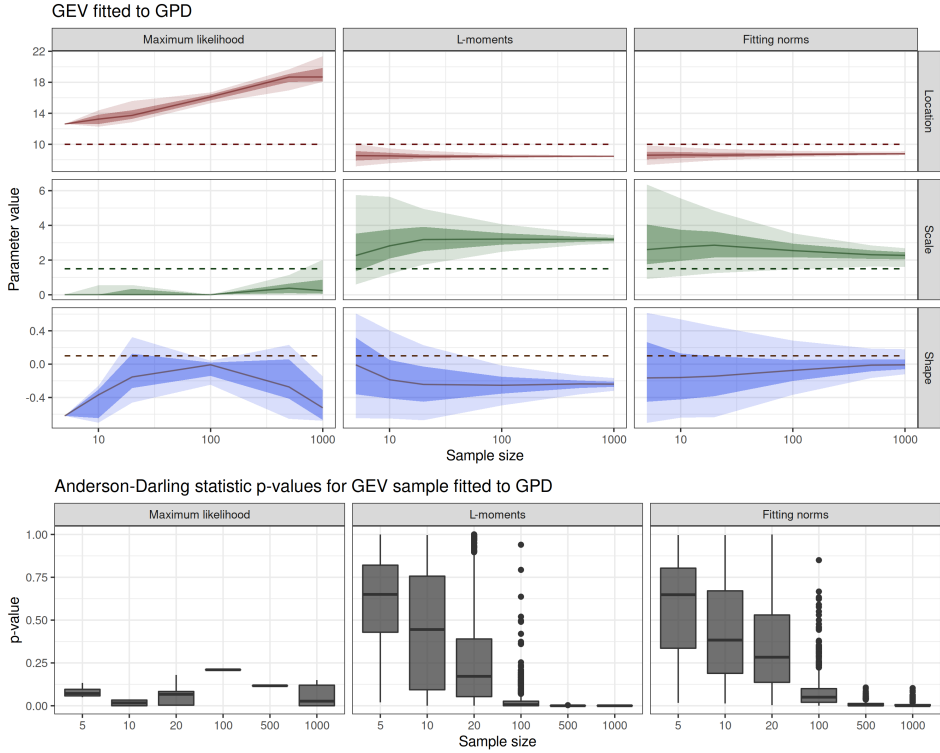 GEV fitted to GPD
Maximum likelihood L-moments Fitting norms
22
18
14
10
Location
6
4
2
0
Scale
0.4
0.0
-0.4
Shape
Parameter value
10 100 1000 10 100 1000 10 100 1000
Sample size
Anderson-Darling statistic p-values for GEV sample fitted to GPD
Maximum likelihood L-moments Fitting norms
1.00
0.75
0.50
0.25
0.00
p-value
5 10 20 100 500 1000 5 10 20 100 500 1000 5 10 20 100 500 1000
Sample size